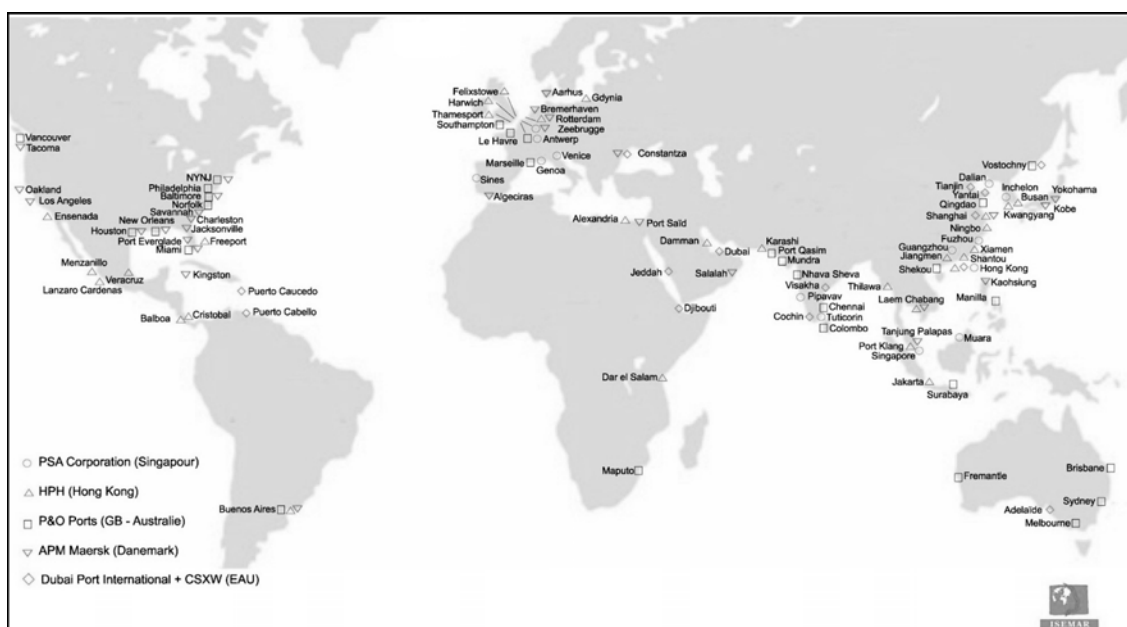 Felixstowe
Harwich
Thamesport
Southampton
Le Havre
Aarhus
Gdynia
Bremerhaven
Rotterdam
Zeebrugge
Antwerp
Marseille
Genoa
Venice
Constantza
Sines
Algeciras
Vancouver
Tacoma
Oakland
Los Angeles
Ensenada
NYNJ
Philadelphia
Baltimore
Norfolk
Savannah
Charleston
New Orleans
Jacksonville
Houston
Port Everglade
Freeport
Miami
Menzanillo
Veracruz
Lanzaro Cardenas
Kingston
Puerto Caucedo
Balboa
Cristobal
Puerto Cabello
Buenos Aires
Alexandria
Port Saïd
Damman
Dubai
Jeddah
Salalah
Djibouti
Dar el Salam
Maputo
Karashi
Port Qasim
Mundra
Nhava Sheva
Visakha
Pipavav
Chennai
Cochin
Tuticorin
Colombo
Thilawa
Laem Chabang
Tanjung Palapas
Port Klang
Singapore
Muara
Jakarta
Surabaya
Vostochny
Dalian
Tianjin
Yantai
Qingdao
Inchelon
Busan
Yokohama
Kobe
Kwangyang
Shanghai
Ningbo
Fuzhou
Guangzhou
Xiamen
Jiangmen
Shantou
Shekou
Hong Kong
Kaohsiung
Manilla
Fremantie
Brisbane
Sydney
Adelaïde
Melbourne
PSA Corporation (Singapour)
HPH (Hong Kong)
P&O Ports (GB - Australie)
APM Maersk (Danemark)
Dubai Port International + CSXW (EAU)
ISEMAR